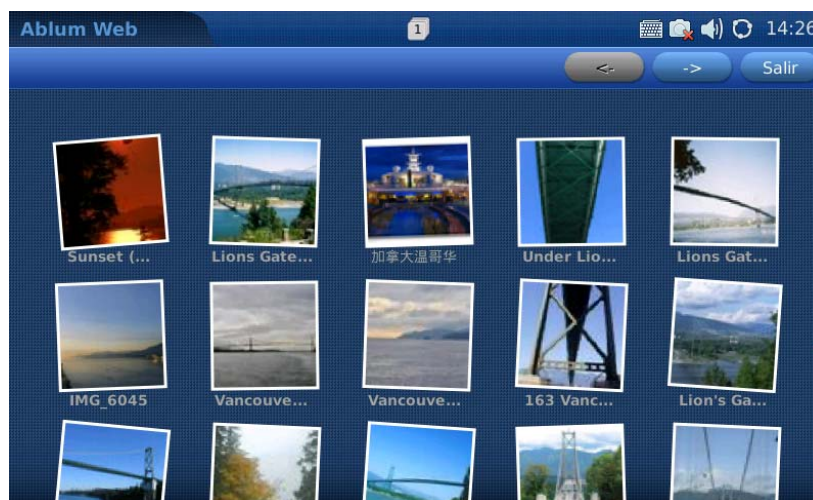 Ablum Web
1
14:26
<-
->
Salir
Sunset (...
Lions Gate...
加拿大温哥华
Under Lio...
Lions Gat...
IMG_6045
Vancouve...
Vancouve...
163 Vanc...
Lion's Ga...